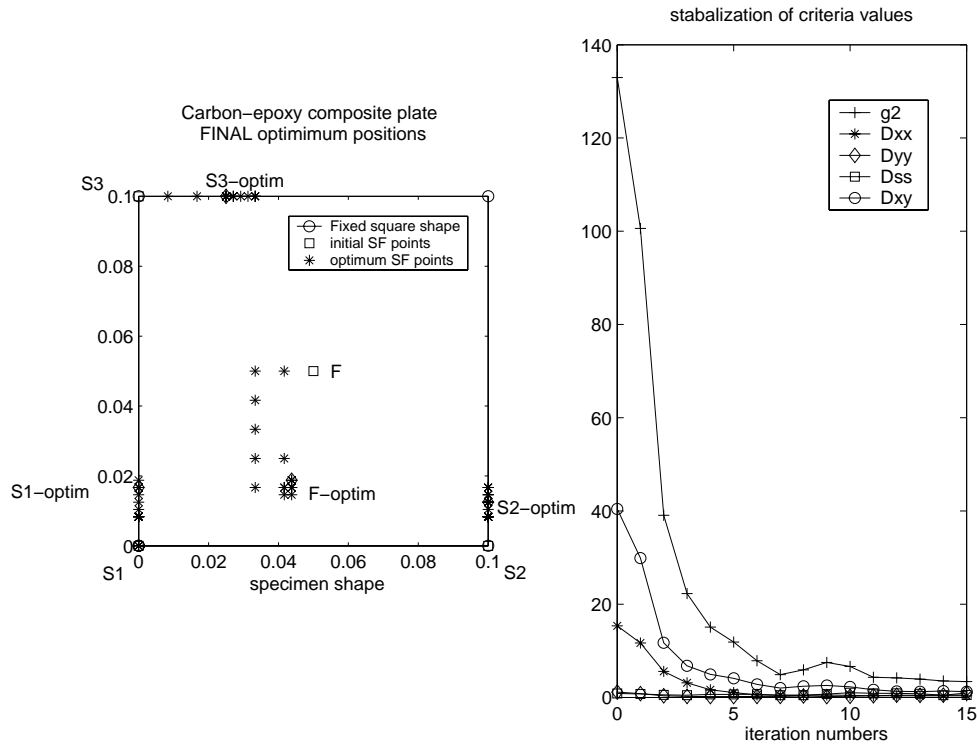 Carbon−epoxy composite plate
FINAL optimimum positions
S3
S3−optim
0.10
0.08
0.06
0.04
0.02
0
Fixed square shape
initial SF points
optimum SF points
F
F−optim
S1−optim
S2−optim
S1
S2
0
0.02
0.04
0.06
0.08
0.1
specimen shape
stabalization of criteria values
140
120
100
80
60
40
20
0
g2
Dxx
Dyy
Dss
Dxy
0
5
10
15
iteration numbers